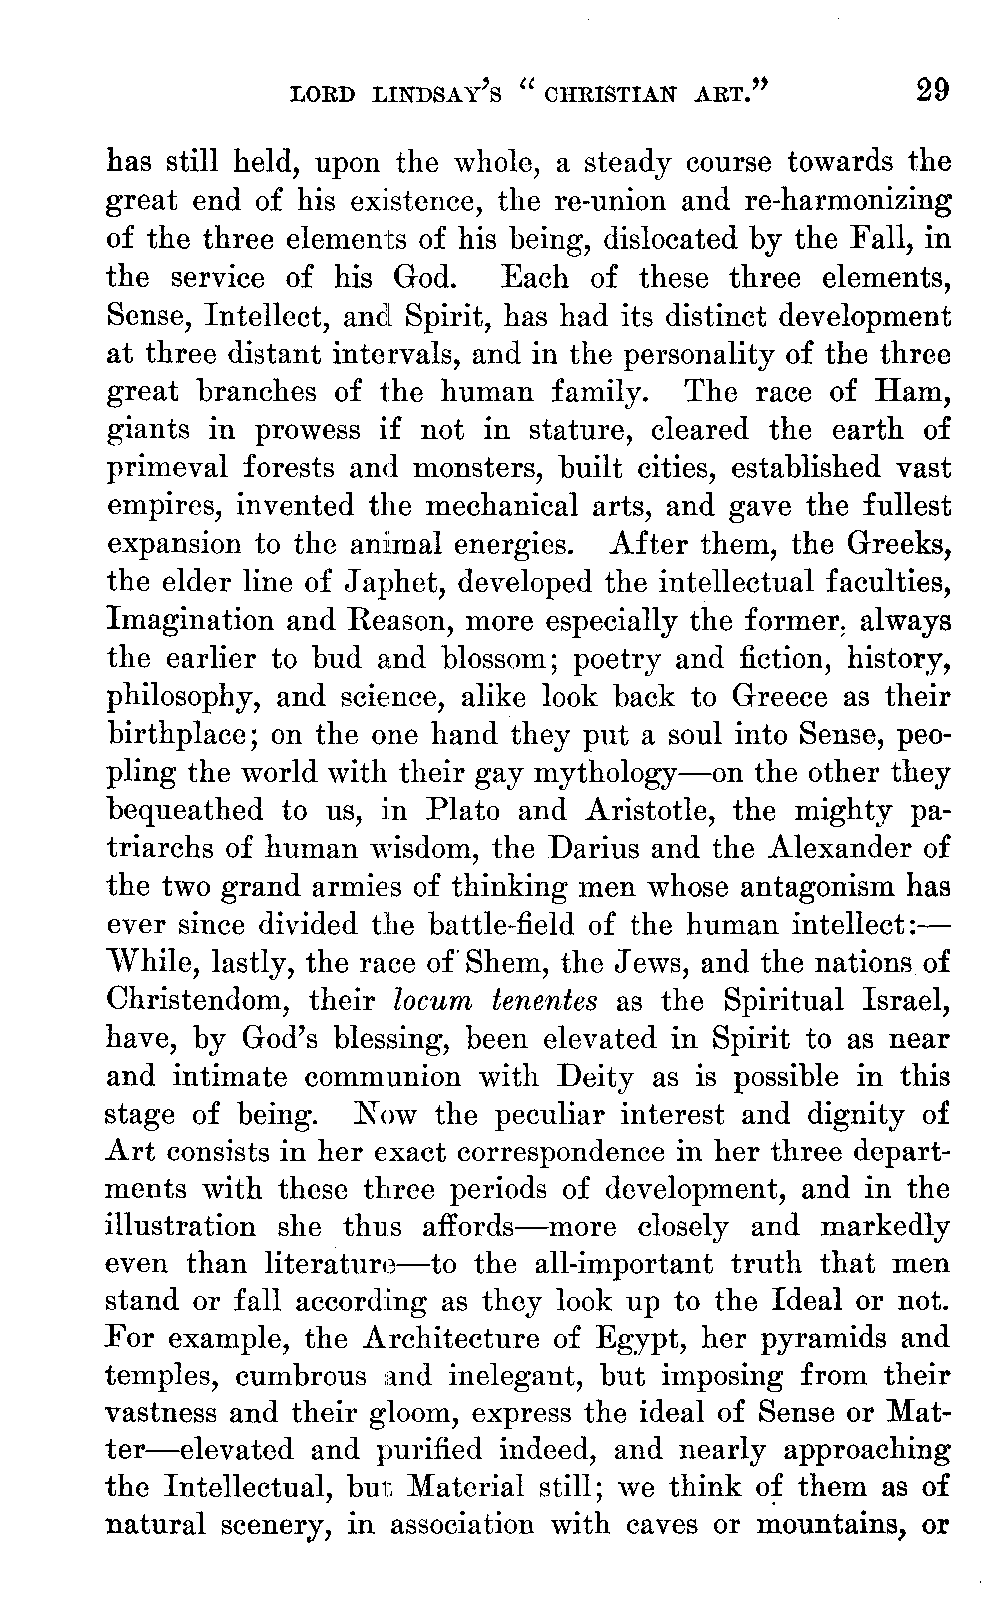 LORD LINDSAY'S "CHRISTIAN ART." 29
has still held, upon the whole, a steady course towards the
great end of his existence, the re-union and re-harmonizing
of the three elements of his being, dislocated by the Fall, in
the service of his God. Each of these three elements,
Sense, Intellect, and Spirit, has had its distinct development
at three distant intervals, and in the personality of the three
great branches of the human family. The race of Ham,
giants in prowess if not in stature, cleared the earth of
primeval forests and monsters, built cities, established vast
empires, invented the mechanical arts, and gave the fullest
expansion to the animal energies. After them, the Greeks,
the elder line of Japhet, developed the intellectual faculties,
Imagination and Reason, more especially the former, always
the earlier to bud and blossom; poetry and fiction, history,
philosophy, and science, alike look back to Greece as their
birthplace; on the one hand they put a soul into Sense, peo-
pling the world with their gay mythology—on the other they
bequeathed to us, in Plato and Aristotle, the mighty pa-
triarchs of human wisdom, the Darius and the Alexander of
the two grand armies of thinking men whose antagonism has
ever since divided the battle-field of the human intellect:—
While, lastly, the race of Shem, the Jews, and the nations of
Christendom, their locum tenentes as the Spiritual Israel,
have, by God's blessing, been elevated in Spirit to as near
and intimate communion with Deity as is possible in this
stage of being. Now the peculiar interest and dignity of
Art consists in her exact correspondence in her three depart-
ments with these three periods of development, and in the
illustration she thus affords—more closely and markedly
even than literature—to the all-important truth that men
stand or fall according as they look up to the Ideal or not.
For example, the Architecture of Egypt, her pyramids and
temples, cumbrous and inelegant, but imposing from their
vastness and their gloom, express the ideal of Sense or Mat-
ter—elevated and purified indeed, and nearly approaching
the Intellectual, but Material still; we think of them as of
natural scenery, in association with caves or mountains, or